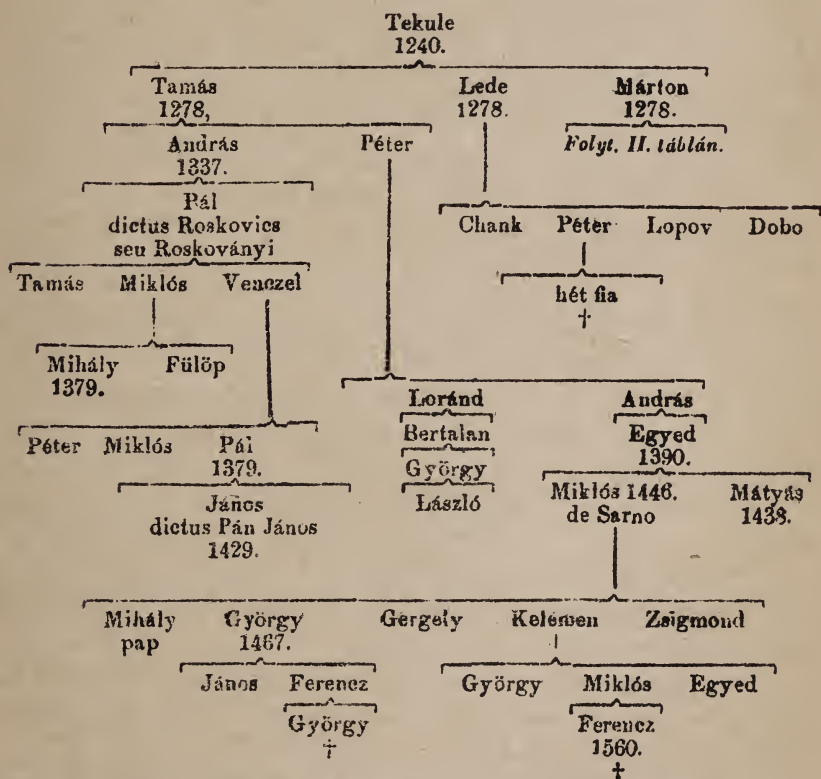 Tekule
1240.
Tamás Lede Márton
1278, 1278. 1278.
András Péter Folyt. II. táblán.
1337.
Pál
dictus Roskovics Chank Péter Lopov Dobo
seu Roskoványi
Tamás Miklós Venczel
hét fia
†
Mihály Fülöp
1379.
Loránd András
Péter Miklós Pál Bertalan Egyed
1379. György 1390.
János László Miklós 1446. Mátyás
dictus Pán János de Sarno 1438.
1429.
Mihály György Gergely Kelemen Zsigmond
pap 1467.
János Ferencz György Miklós Egyed
György Ferencz
† 1560.
†